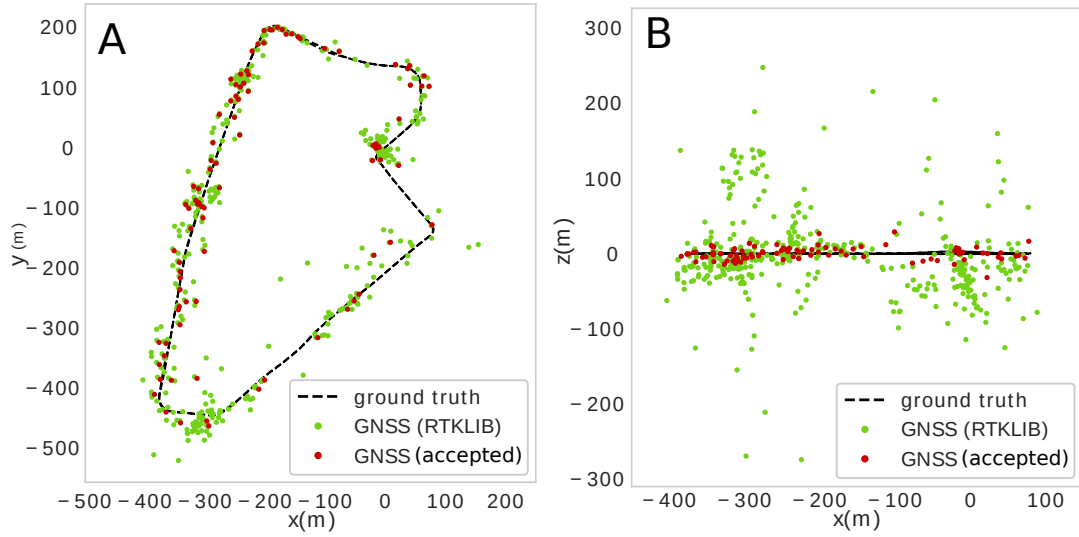 A
200
100
0
−100
−200
−300
−400
−500
y(m)
−500 −400 −300 −200 −100 0 100 200
x(m)
ground truth
GNSS (RTKLIB)
GNSS (accepted)
B
300
200
100
0
−100
−200
−300
z(m)
−400 −300 −200 −100 0 100
x(m)
ground truth
GNSS (RTKLIB)
GNSS (accepted)